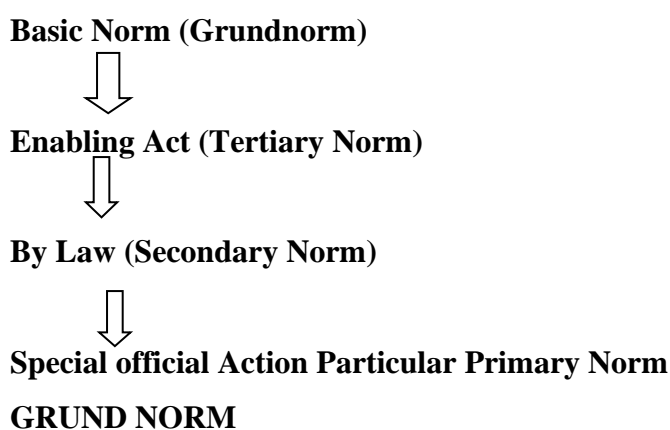 Basic Norm (Grundnorm)
Enabling Act (Tertiary Norm)
By Law (Secondary Norm)
Special official Action Particular Primary Norm
GRUND NORM